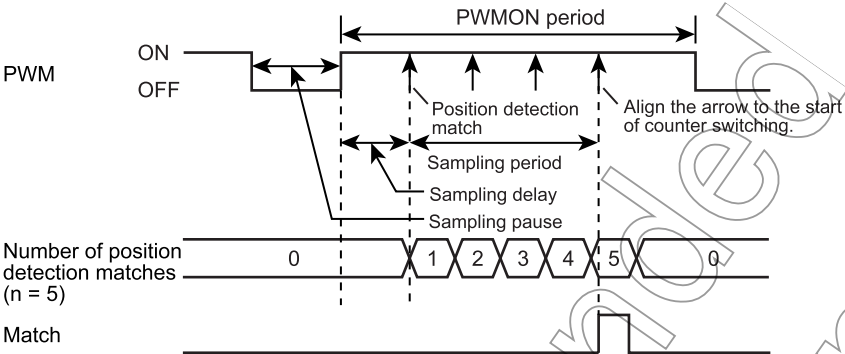 PWMON period
ON
PWM
OFF
Position detection
match
Align the arrow to the start
of counter switching.
Sampling period
Sampling delay
Sampling pause
Number of position
detection matches
(n = 5)
0 1 2 3 4 5 0
Match
nded